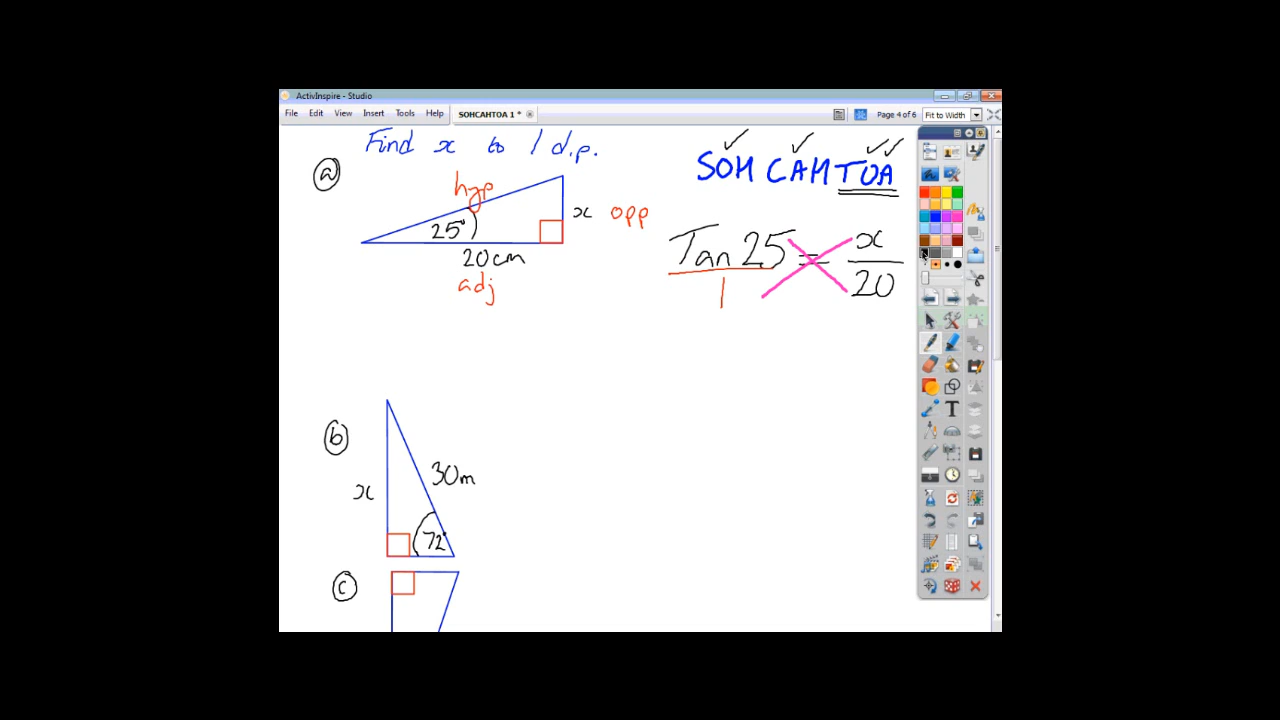 ActivInspire - Studio
File Edit View Insert Tools Help SOHCAHTOA 1 * Page 4 of 6 Fit to Width
Find x to 1 d.p.
SOH CAH TOA
a
hyp
25°
x opp
20cm
adj
Tan 25 = x
1 20
b
30m
x
72°
c
T